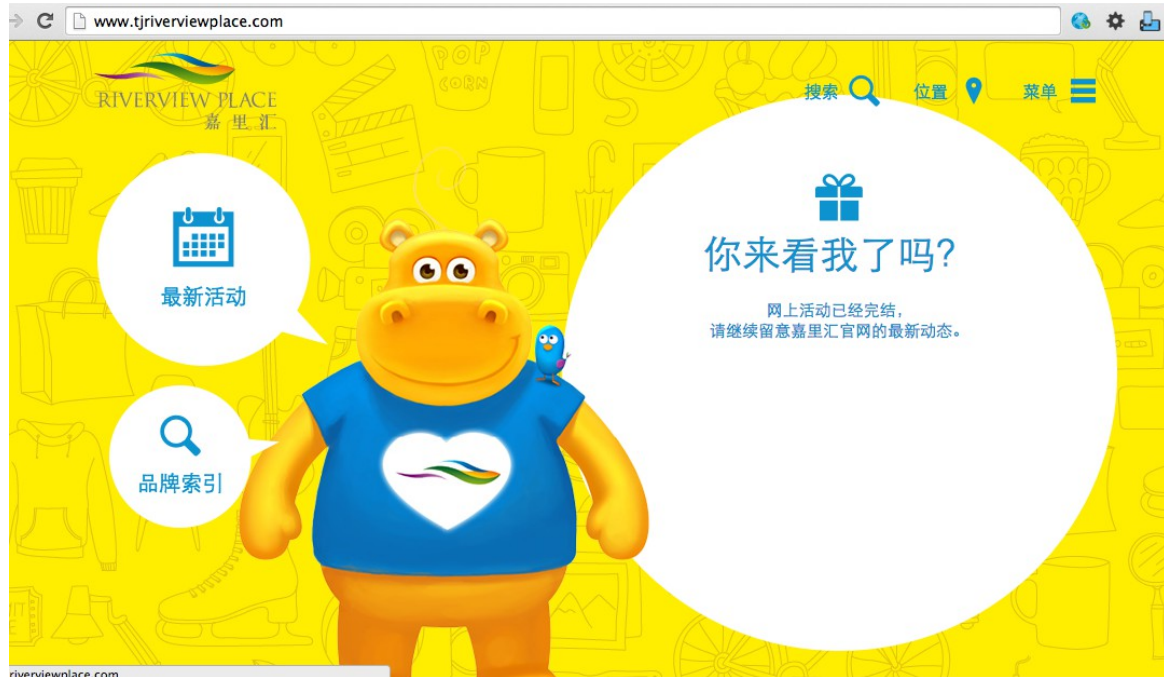 www.tjriverviewplace.com
RIVERVIEW PLACE
嘉里汇
POP
CORN
搜索
位置
菜单
最新活动
你来看我了吗?
网上活动已经完结，
请继续留意嘉里汇官网的最新动态。
品牌索引